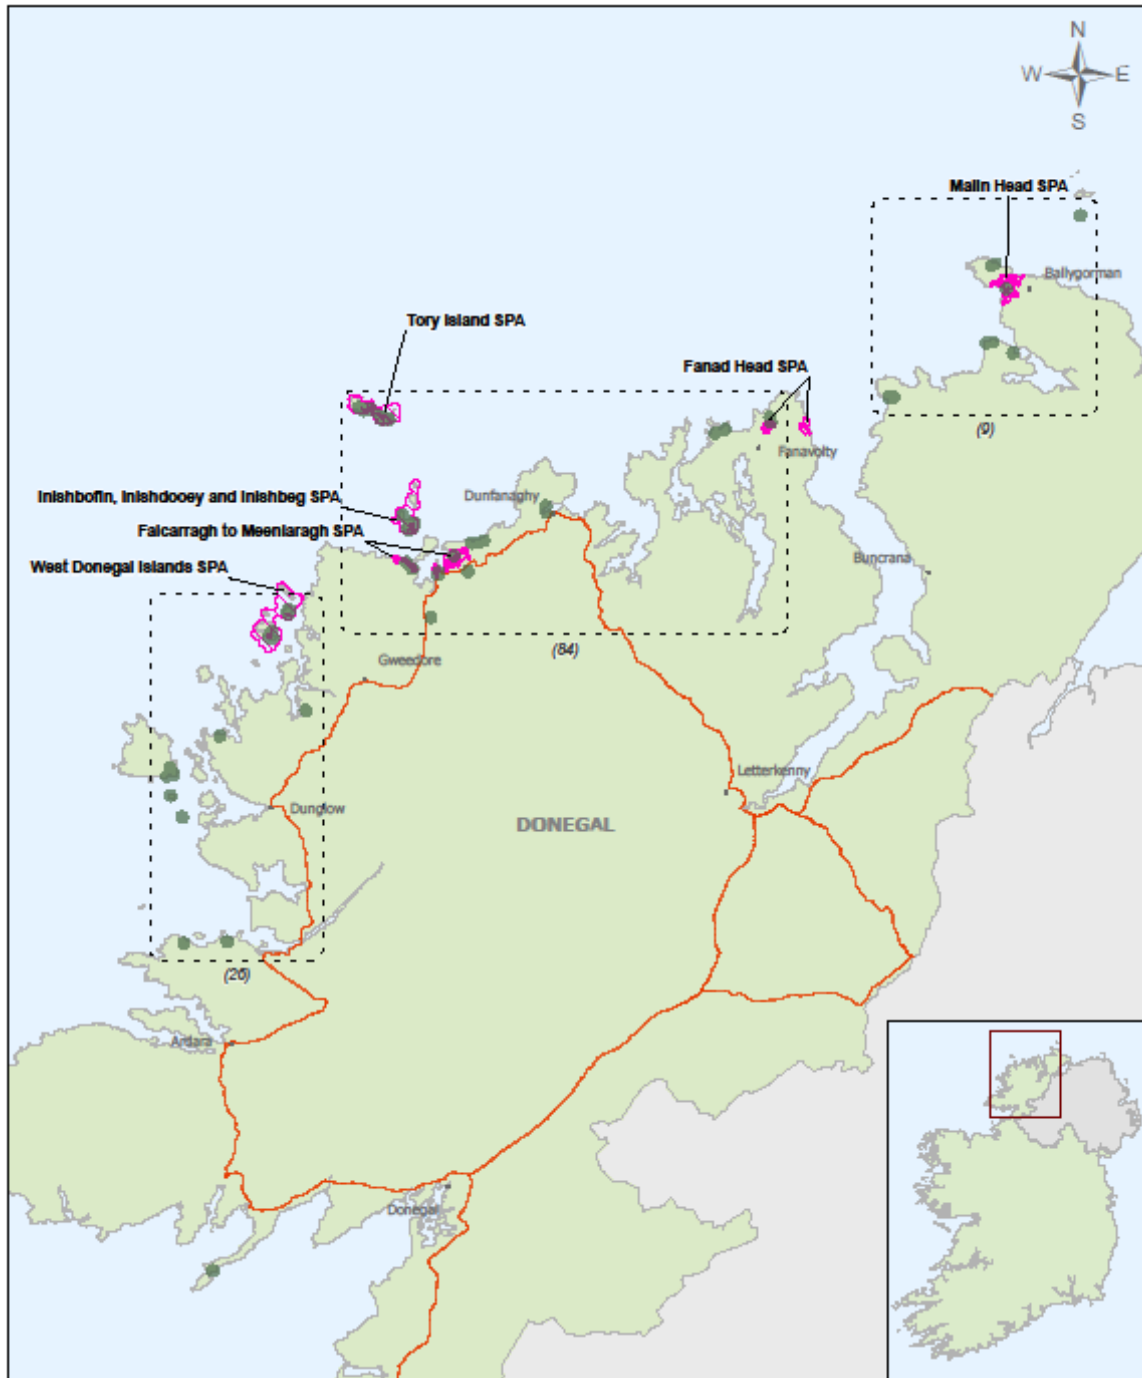 N
W E
S
Malin Head SPA
Ballygorman
Tory Island SPA
Fanad Head SPA
(9)
Fanavolty
Inishbofin, Inishdooey and Inishbeg SPA
Dunfanaghy
Falcarragh to Meenlaragh SPA
Buncrana
West Donegal Islands SPA
(84)
Gweedore
Letterkenny
Dunglow
DONEGAL
(26)
Ardara
Donegal